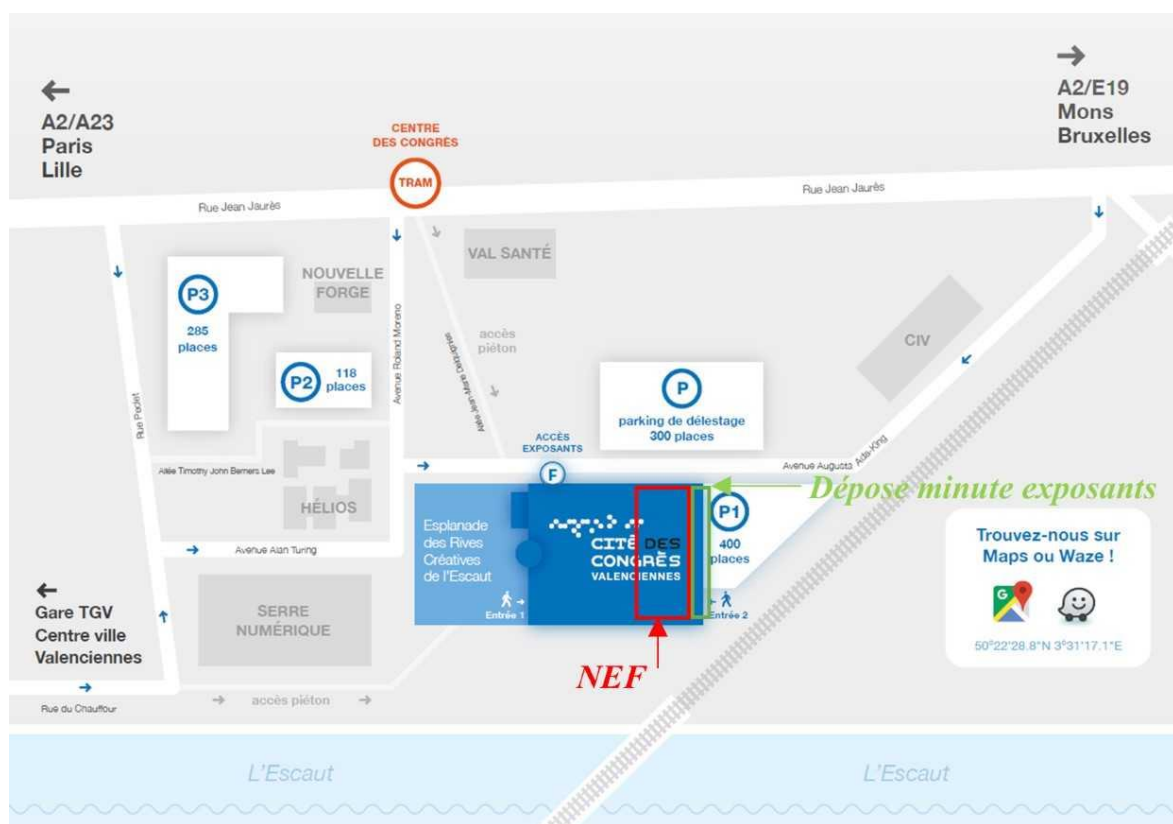 A2/A23
Paris
Lille
A2/E19
Mons
Bruxelles
CENTRE
DES CONGRÈS
TRAM
Rue Jean Jaurès
Rue Jean Jaurès
VAL SANTÉ
NOUVELLE
FORGE
P3
285
places
P2
118
places
Avenue Roland Moreno
accès
piéton
CIV
P
parking de délestage
300 places
Rue Péclet
ACCÈS
EXPOSANTS
F
Allée Timothy John Berners Lee
Avenue Augusta Ada-King
Dépose minute exposants
HÉLIOS
Esplanade
des Rives
Créatives
de l'Escaut
CITÉ DES
CONGRÈS
VALENCIENNES
P1
400
places
Trouvez-nous sur
Maps ou Waze !
G
50°22'28.8"N 3°31'17.1"E
Avenue Alan Turing
Gare TGV
Centre ville
Valenciennes
SERRE
NUMÉRIQUE
Entrée 1
Entrée 2
NEF
accès piéton
Rue du Chauffour
L'Escaut
L'Escaut